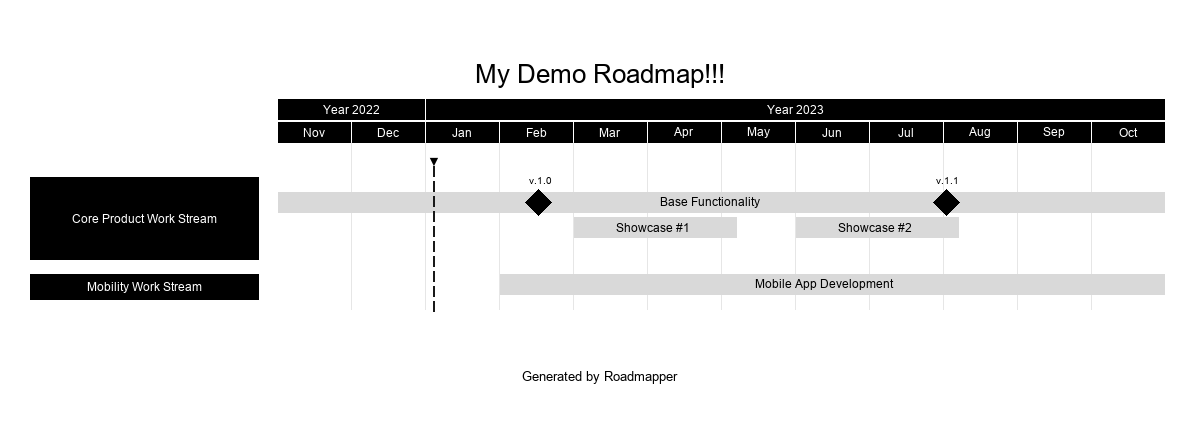 My Demo Roadmap!!!
Year 2022 Year 2023
Nov Dec Jan Feb Mar Apr May Jun Jul Aug Sep Oct
v.1.0 v.1.1
Base Functionality
Core Product Work Stream
Showcase #1 Showcase #2
Mobility Work Stream
Mobile App Development
Generated by Roadmapper